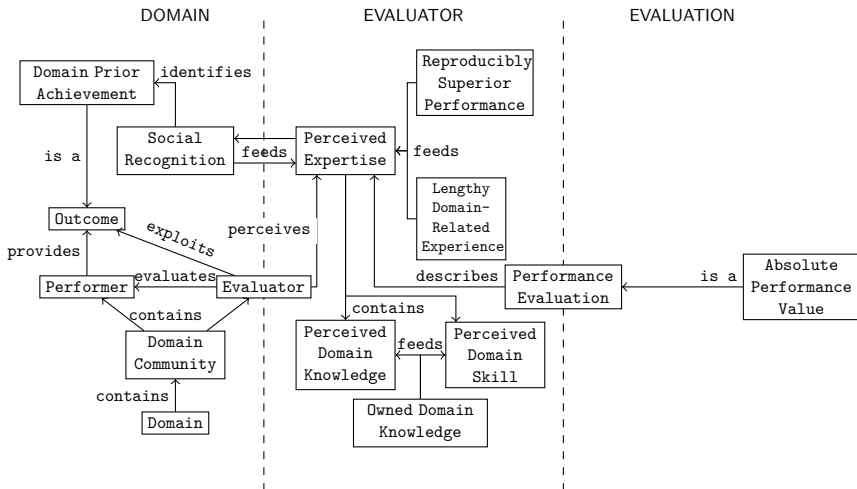 DOMAIN
EVALUATOR
EVALUATION
Domain Prior
Achievement
identifies
Reproducibly
Superior
Performance
Social
Recognition
feeds
Perceived
Expertise
feeds
is a
Lengthy
Domain-
Related
Experience
Outcome
exploits
perceives
provides
Performer
evaluates
Evaluator
describes
Performance
Evaluation
is a
Absolute
Performance
Value
contains
contains
Domain
Community
Perceived
Domain
Knowledge
feeds
Perceived
Domain
Skill
contains
Domain
Owned Domain
Knowledge